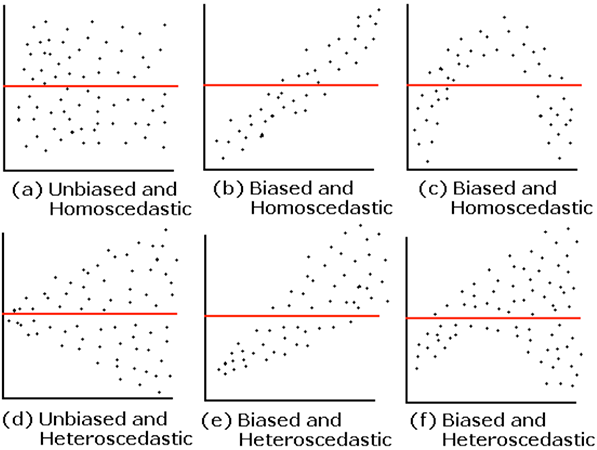 (a) Unbiased and
Homoscedastic
(b) Biased and
Homoscedastic
(c) Biased and
Homoscedastic
(d) Unbiased and
Heteroscedastic
(e) Biased and
Heteroscedastic
(f) Biased and
Heteroscedastic